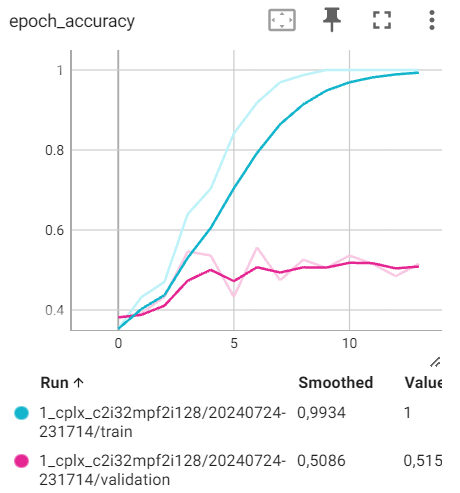 epoch_accuracy
1
0.8
0.6
0.4
0 5 10
Run ↑ Smoothed Value
1_cplx_c2i32mpf2i128/20240724- 0,9934 1
231714/train
1_cplx_c2i32mpf2i128/20240724- 0,5086 0,515
231714/validation